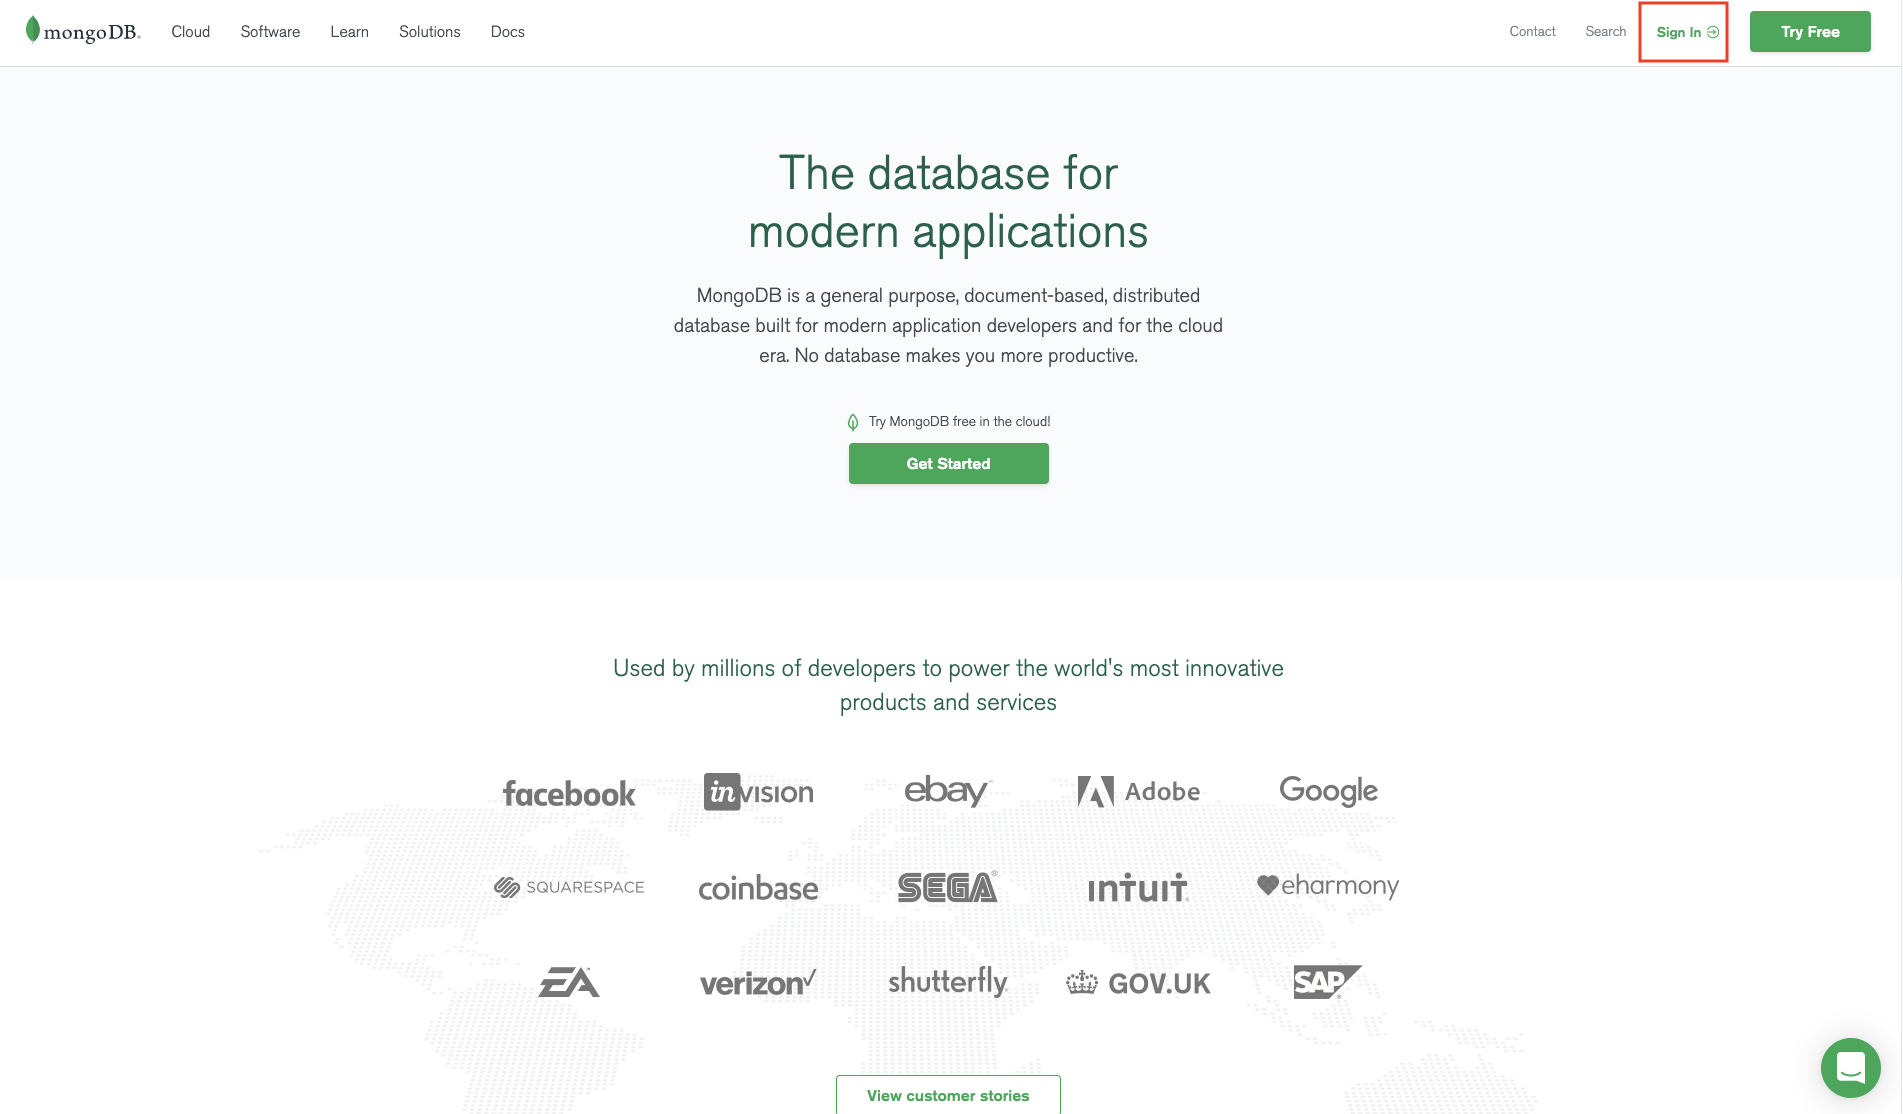 mongoDB.
Cloud Software Learn Solutions Docs
Contact Search Sign In Try Free
The database for
modern applications
MongoDB is a general purpose, document-based, distributed
database built for modern application developers and for the cloud
era. No database makes you more productive.
Try MongoDB free in the cloud!
Get Started
Used by millions of developers to power the world's most innovative
products and services
facebook invision ebay Adobe Google
SQUARESPACE coinbase SEGA® intuit eharmony
EA verizon✓ shutterfly GOV.UK SAP
View customer stories